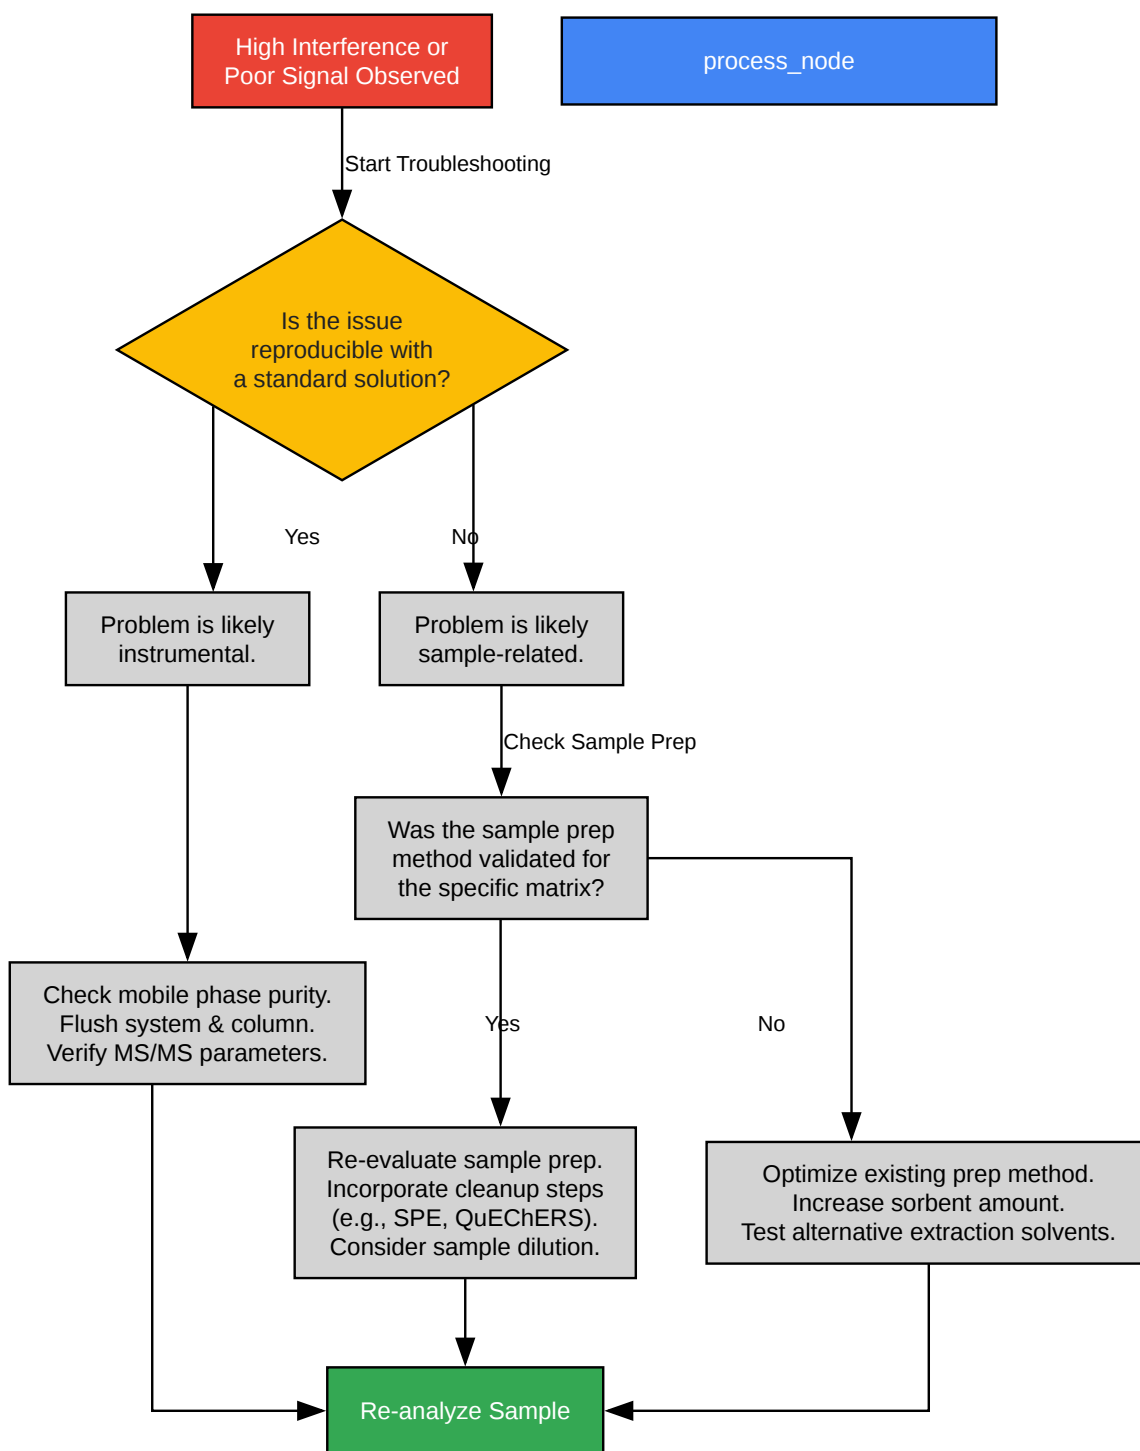 High Interference or
Poor Signal Observed
process_node
Start Troubleshooting
Is the issue
reproducible with
a standard solution?
Yes
No
Problem is likely
instrumental.
Problem is likely
sample-related.
Check Sample Prep
Was the sample prep
method validated for
the specific matrix?
Check mobile phase purity.
Flush system & column.
Verify MS/MS parameters.
Yes
No
Re-evaluate sample prep.
Incorporate cleanup steps
(e.g., SPE, QuEChERS).
Consider sample dilution.
Optimize existing prep method.
Increase sorbent amount.
Test alternative extraction solvents.
Re-analyze Sample